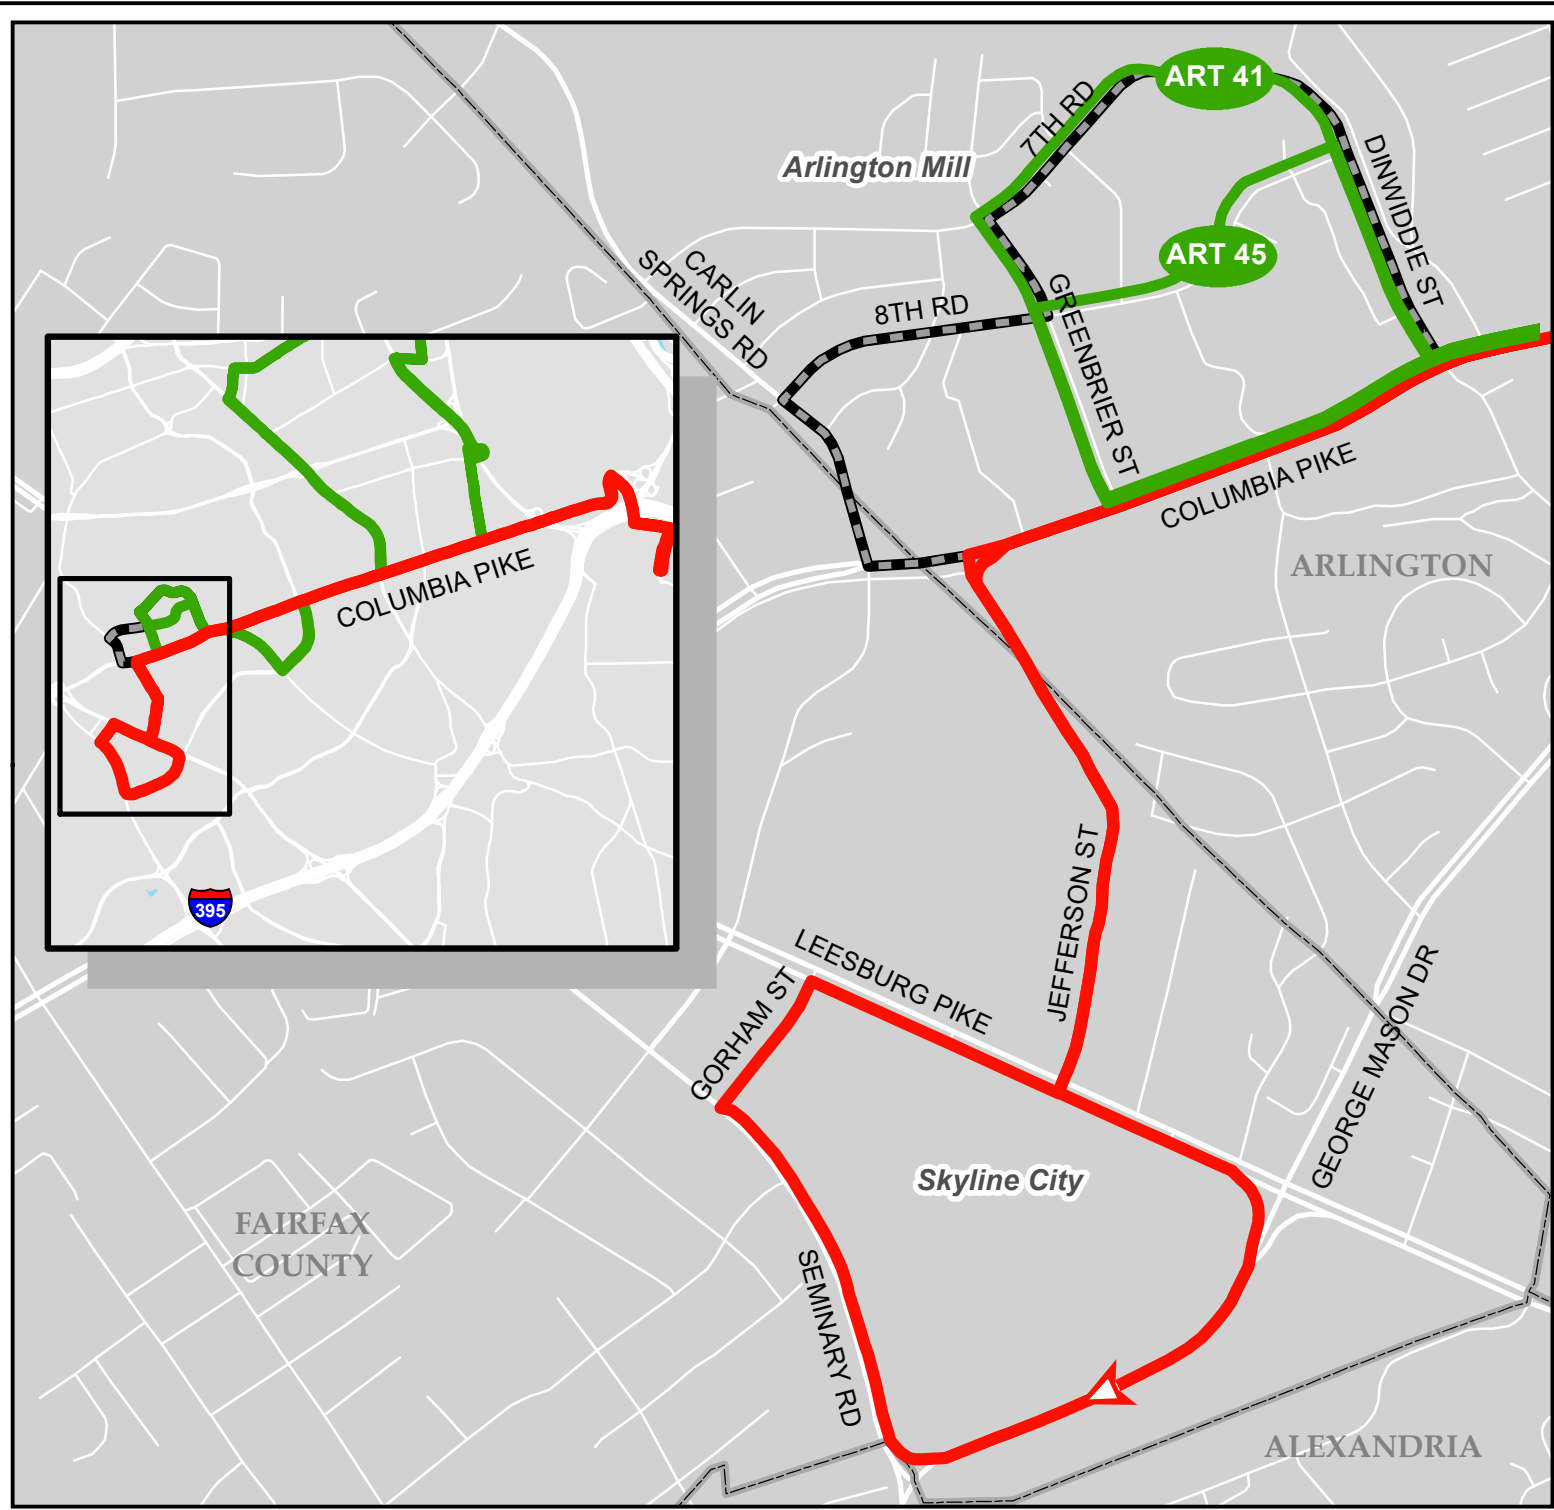 ART 41
7TH RD
Arlington Mill
DINWIDDIE ST
ART 45
CARLIN
SPRINGS RD
8TH RD
GREENBRIER ST
COLUMBIA PIKE
ARLINGTON
COLUMBIA PIKE
395
JEFFERSON ST
LEESBURG PIKE
GORHAM ST
GEORGE MASON DR
Skyline City
FAIRFAX
COUNTY
SEMINARY RD
ALEXANDRIA